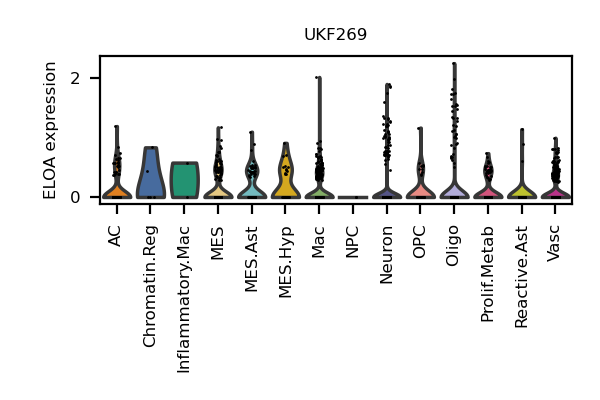 UKF269
ELOA expression
2
0
AC
Chromatin.Reg
Inflammatory.Mac
MES
MES.Ast
MES.Hyp
Mac
NPC
Neuron
OPC
Oligo
Prolif.Metab
Reactive.Ast
Vasc